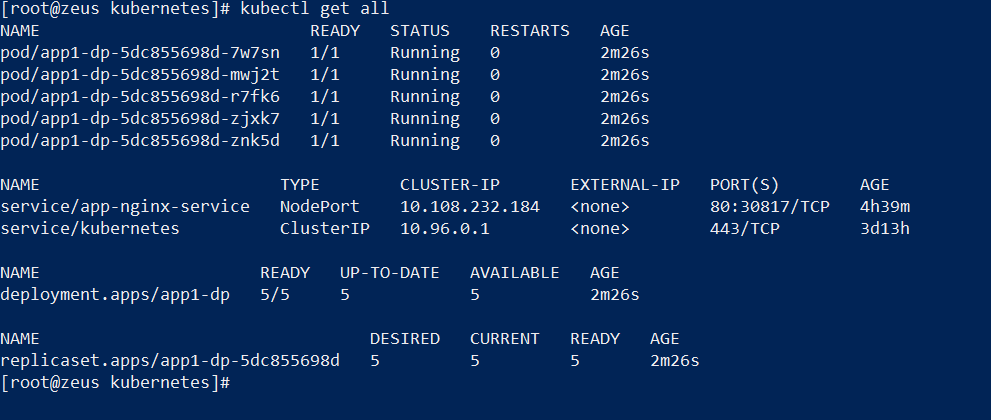 [root@zeus kubernetes]# kubectl get all
NAME READY STATUS RESTARTS AGE
pod/app1-dp-5dc855698d-7w7sn 1/1 Running 0 2m26s
pod/app1-dp-5dc855698d-mwj2t 1/1 Running 0 2m26s
pod/app1-dp-5dc855698d-r7fk6 1/1 Running 0 2m26s
pod/app1-dp-5dc855698d-zjxk7 1/1 Running 0 2m26s
pod/app1-dp-5dc855698d-znk5d 1/1 Running 0 2m26s
NAME TYPE CLUSTER-IP EXTERNAL-IP PORT(S) AGE
service/app-nginx-service NodePort 10.108.232.184 <none> 80:30817/TCP 4h39m
service/kubernetes ClusterIP 10.96.0.1 <none> 443/TCP 3d13h
NAME READY UP-TO-DATE AVAILABLE AGE
deployment.apps/app1-dp 5/5 5 5 2m26s
NAME DESIRED CURRENT READY AGE
replicaset.apps/app1-dp-5dc855698d 5 5 5 2m26s
[root@zeus kubernetes]#